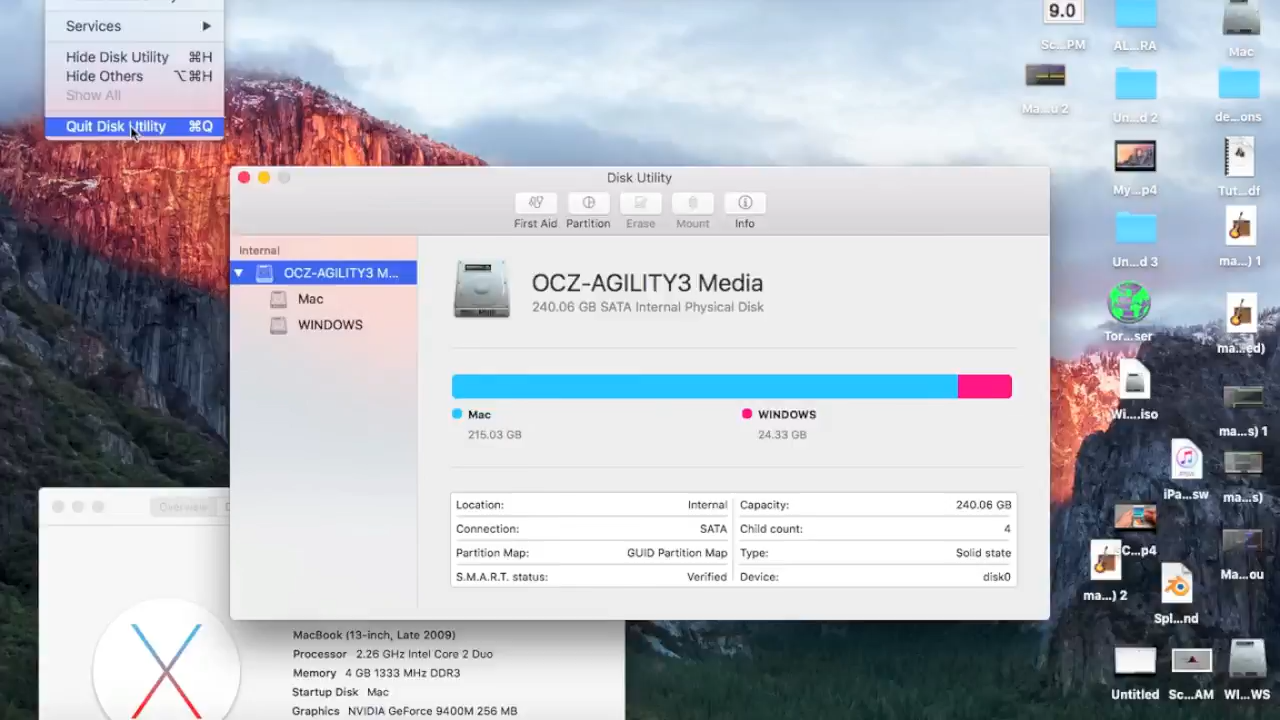 Services
Hide Disk Utility ⌘H
Hide Others ⌥⌘H
Show All
Quit Disk Utility ⌘Q
Disk Utility
First Aid Partition Erase Mount Info
Internal
OCZ-AGILITY3 M...
Mac
WINDOWS
OCZ-AGILITY3 Media
240.06 GB SATA Internal Physical Disk
Mac
215.03 GB
WINDOWS
24.33 GB
Location: Internal
Connection: SATA
Partition Map: GUID Partition Map
S.M.A.R.T. status: Verified
Capacity: 240.06 GB
Child count: 4
Type: Solid state
Device: disk0
Overview
MacBook (13-inch, Late 2009)
Processor 2.26 GHz Intel Core 2 Duo
Memory 4 GB 1333 MHz DDR3
Startup Disk Mac
Graphics NVIDIA GeForce 9400M 256 MB
9.0
Sc...PM
AL...RA
Mac
Ma...u 2
Un...d 2
de...ons
My...p4
Tut...df
Un...d 3
ma...) 1
Tor...ser
ma...ed)
Wi....iso
ma...s) 1
iPa...sw
ma...s)
SC...p4
Ma...ou
ma...) 2
Spl...nd
Untitled
Sc...AM
WI...WS